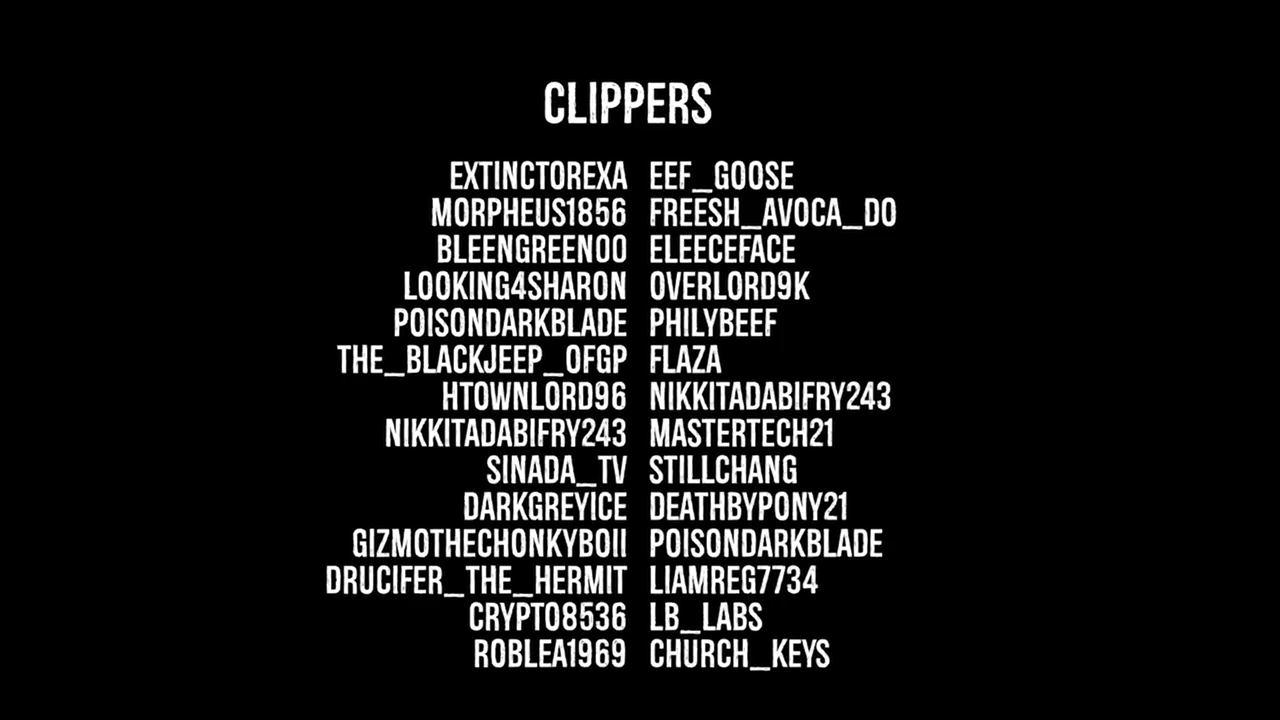 CLIPPERS
EXTINCTOREXA EEF_GOOSE
MORPHEUS1856 FREESH_AVOCA_DO
BLEENGREEN00 ELEECEFACE
LOOKING4SHARON OVERLORD9K
POISONDARKBLADE PHILYBEEF
THE_BLACKJEEP_OFGP FLAZA
HTOWNLORD96 NIKKITADABIFRY243
NIKKITADABIFRY243 MASTERTECH21
SINADA_TV STILLCHANG
DARKGREYICE DEATHBYPONY21
GIZMOTHECHONKYBOII POISONDARKBLADE
DRUCIFER_THE_HERMIT LIAMREG7734
CRYPTO8536 LB_LABS
ROBLEA1969 CHURCH_KEYS